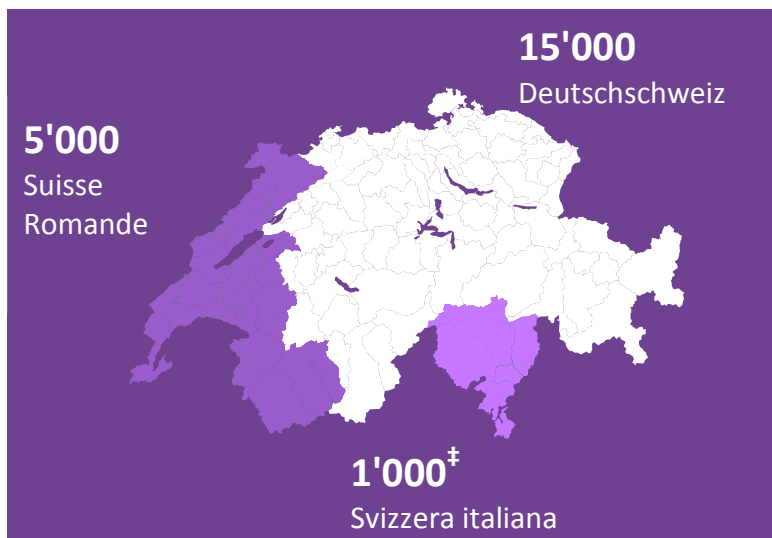 15'000
Deutschschweiz
5'000
Suisse
Romande
1'000‡
Svizzera italiana